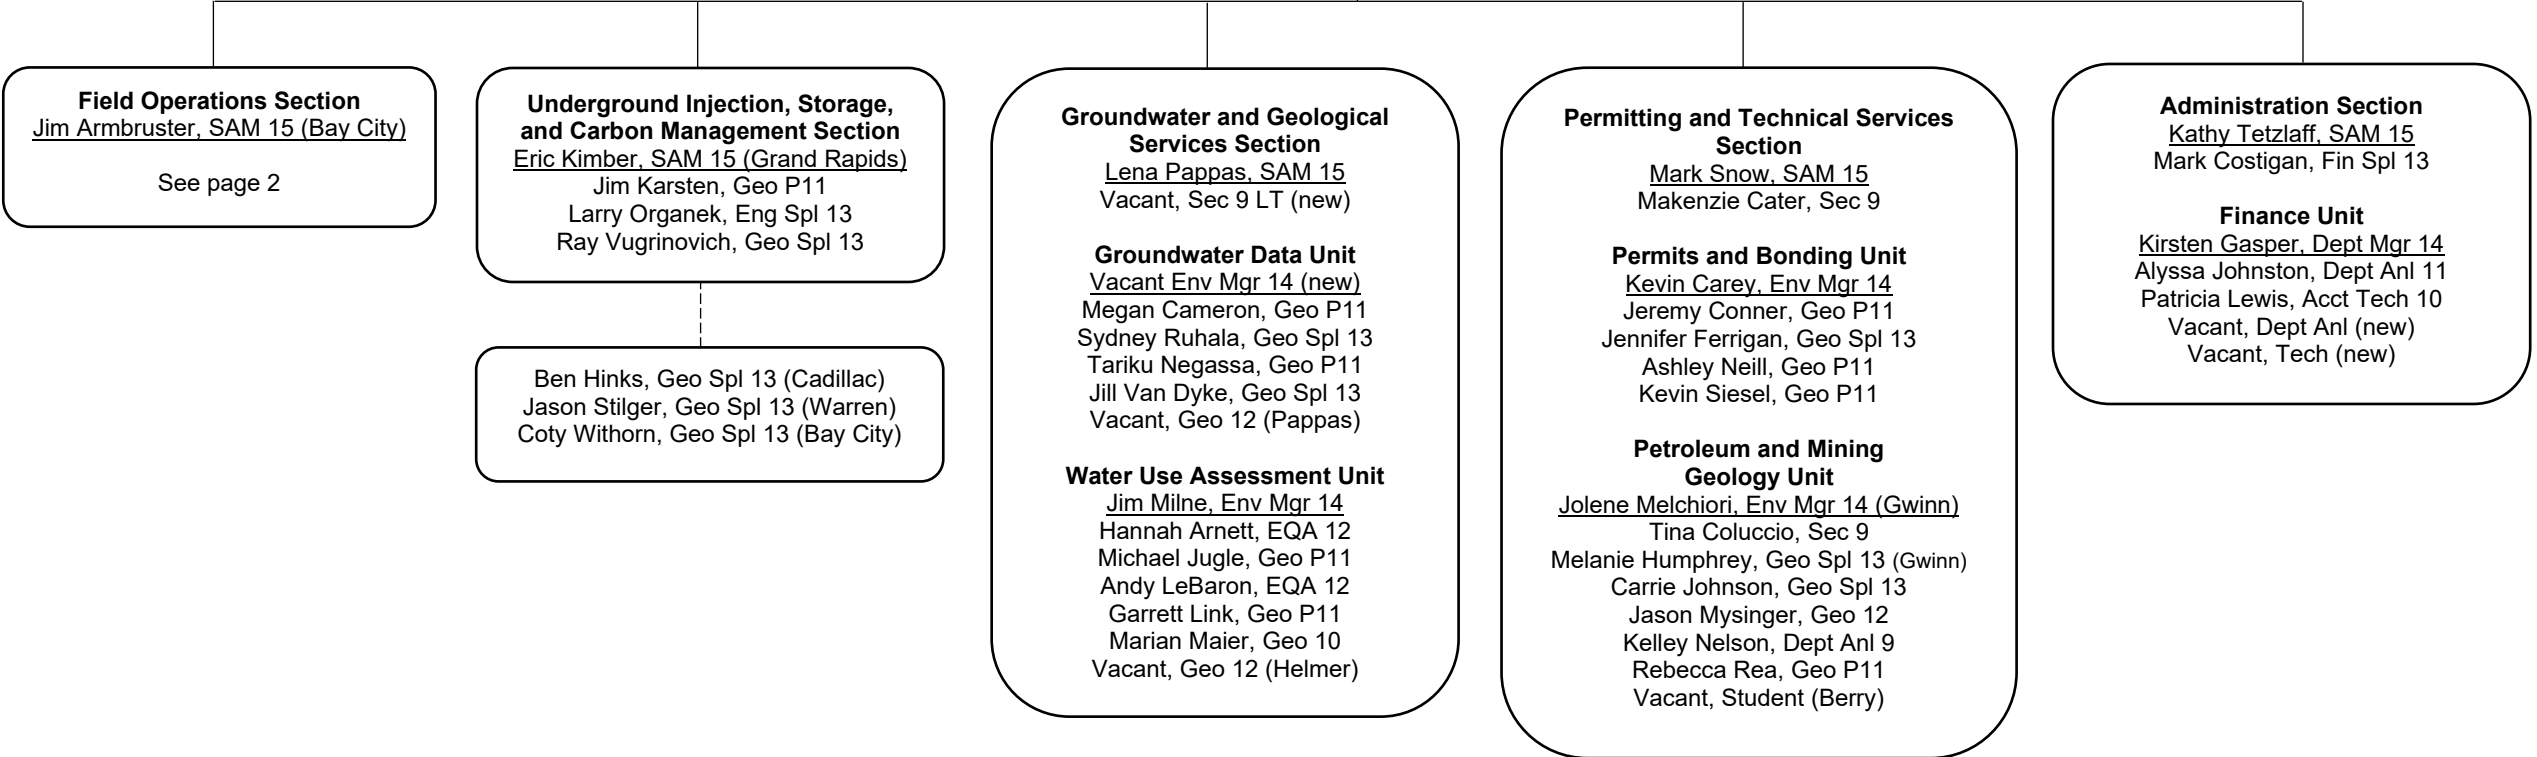 Field Operations Section
Jim Armbruster, SAM 15 (Bay City)
See page 2
Underground Injection, Storage,
and Carbon Management Section
Eric Kimber, SAM 15 (Grand Rapids)
Jim Karsten, Geo P11
Larry Organek, Eng Spl 13
Ray Vugrinovich, Geo Spl 13
Ben Hinks, Geo Spl 13 (Cadillac)
Jason Stilger, Geo Spl 13 (Warren)
Coty Withorn, Geo Spl 13 (Bay City)
Groundwater and Geological
Services Section
Lena Pappas, SAM 15
Vacant, Sec 9 LT (new)
Groundwater Data Unit
Vacant Env Mgr 14 (new)
Megan Cameron, Geo P11
Sydney Ruhala, Geo Spl 13
Tariku Negassa, Geo P11
Jill Van Dyke, Geo Spl 13
Vacant, Geo 12 (Pappas)
Water Use Assessment Unit
Jim Milne, Env Mgr 14
Hannah Arnett, EQA 12
Michael Jugle, Geo P11
Andy LeBaron, EQA 12
Garrett Link, Geo P11
Marian Maier, Geo 10
Vacant, Geo 12 (Helmer)
Permitting and Technical Services
Section
Mark Snow, SAM 15
Makenzie Cater, Sec 9
Permits and Bonding Unit
Kevin Carey, Env Mgr 14
Jeremy Conner, Geo P11
Jennifer Ferrigan, Geo Spl 13
Ashley Neill, Geo P11
Kevin Siesel, Geo P11
Petroleum and Mining
Geology Unit
Jolene Melchiori, Env Mgr 14 (Gwinn)
Tina Coluccio, Sec 9
Melanie Humphrey, Geo Spl 13 (Gwinn)
Carrie Johnson, Geo Spl 13
Jason Mysinger, Geo 12
Kelley Nelson, Dept Anl 9
Rebecca Rea, Geo P11
Vacant, Student (Berry)
Administration Section
Kathy Tetzlaff, SAM 15
Mark Costigan, Fin Spl 13
Finance Unit
Kirsten Gasper, Dept Mgr 14
Alyssa Johnston, Dept Anl 11
Patricia Lewis, Acct Tech 10
Vacant, Dept Anl (new)
Vacant, Tech (new)